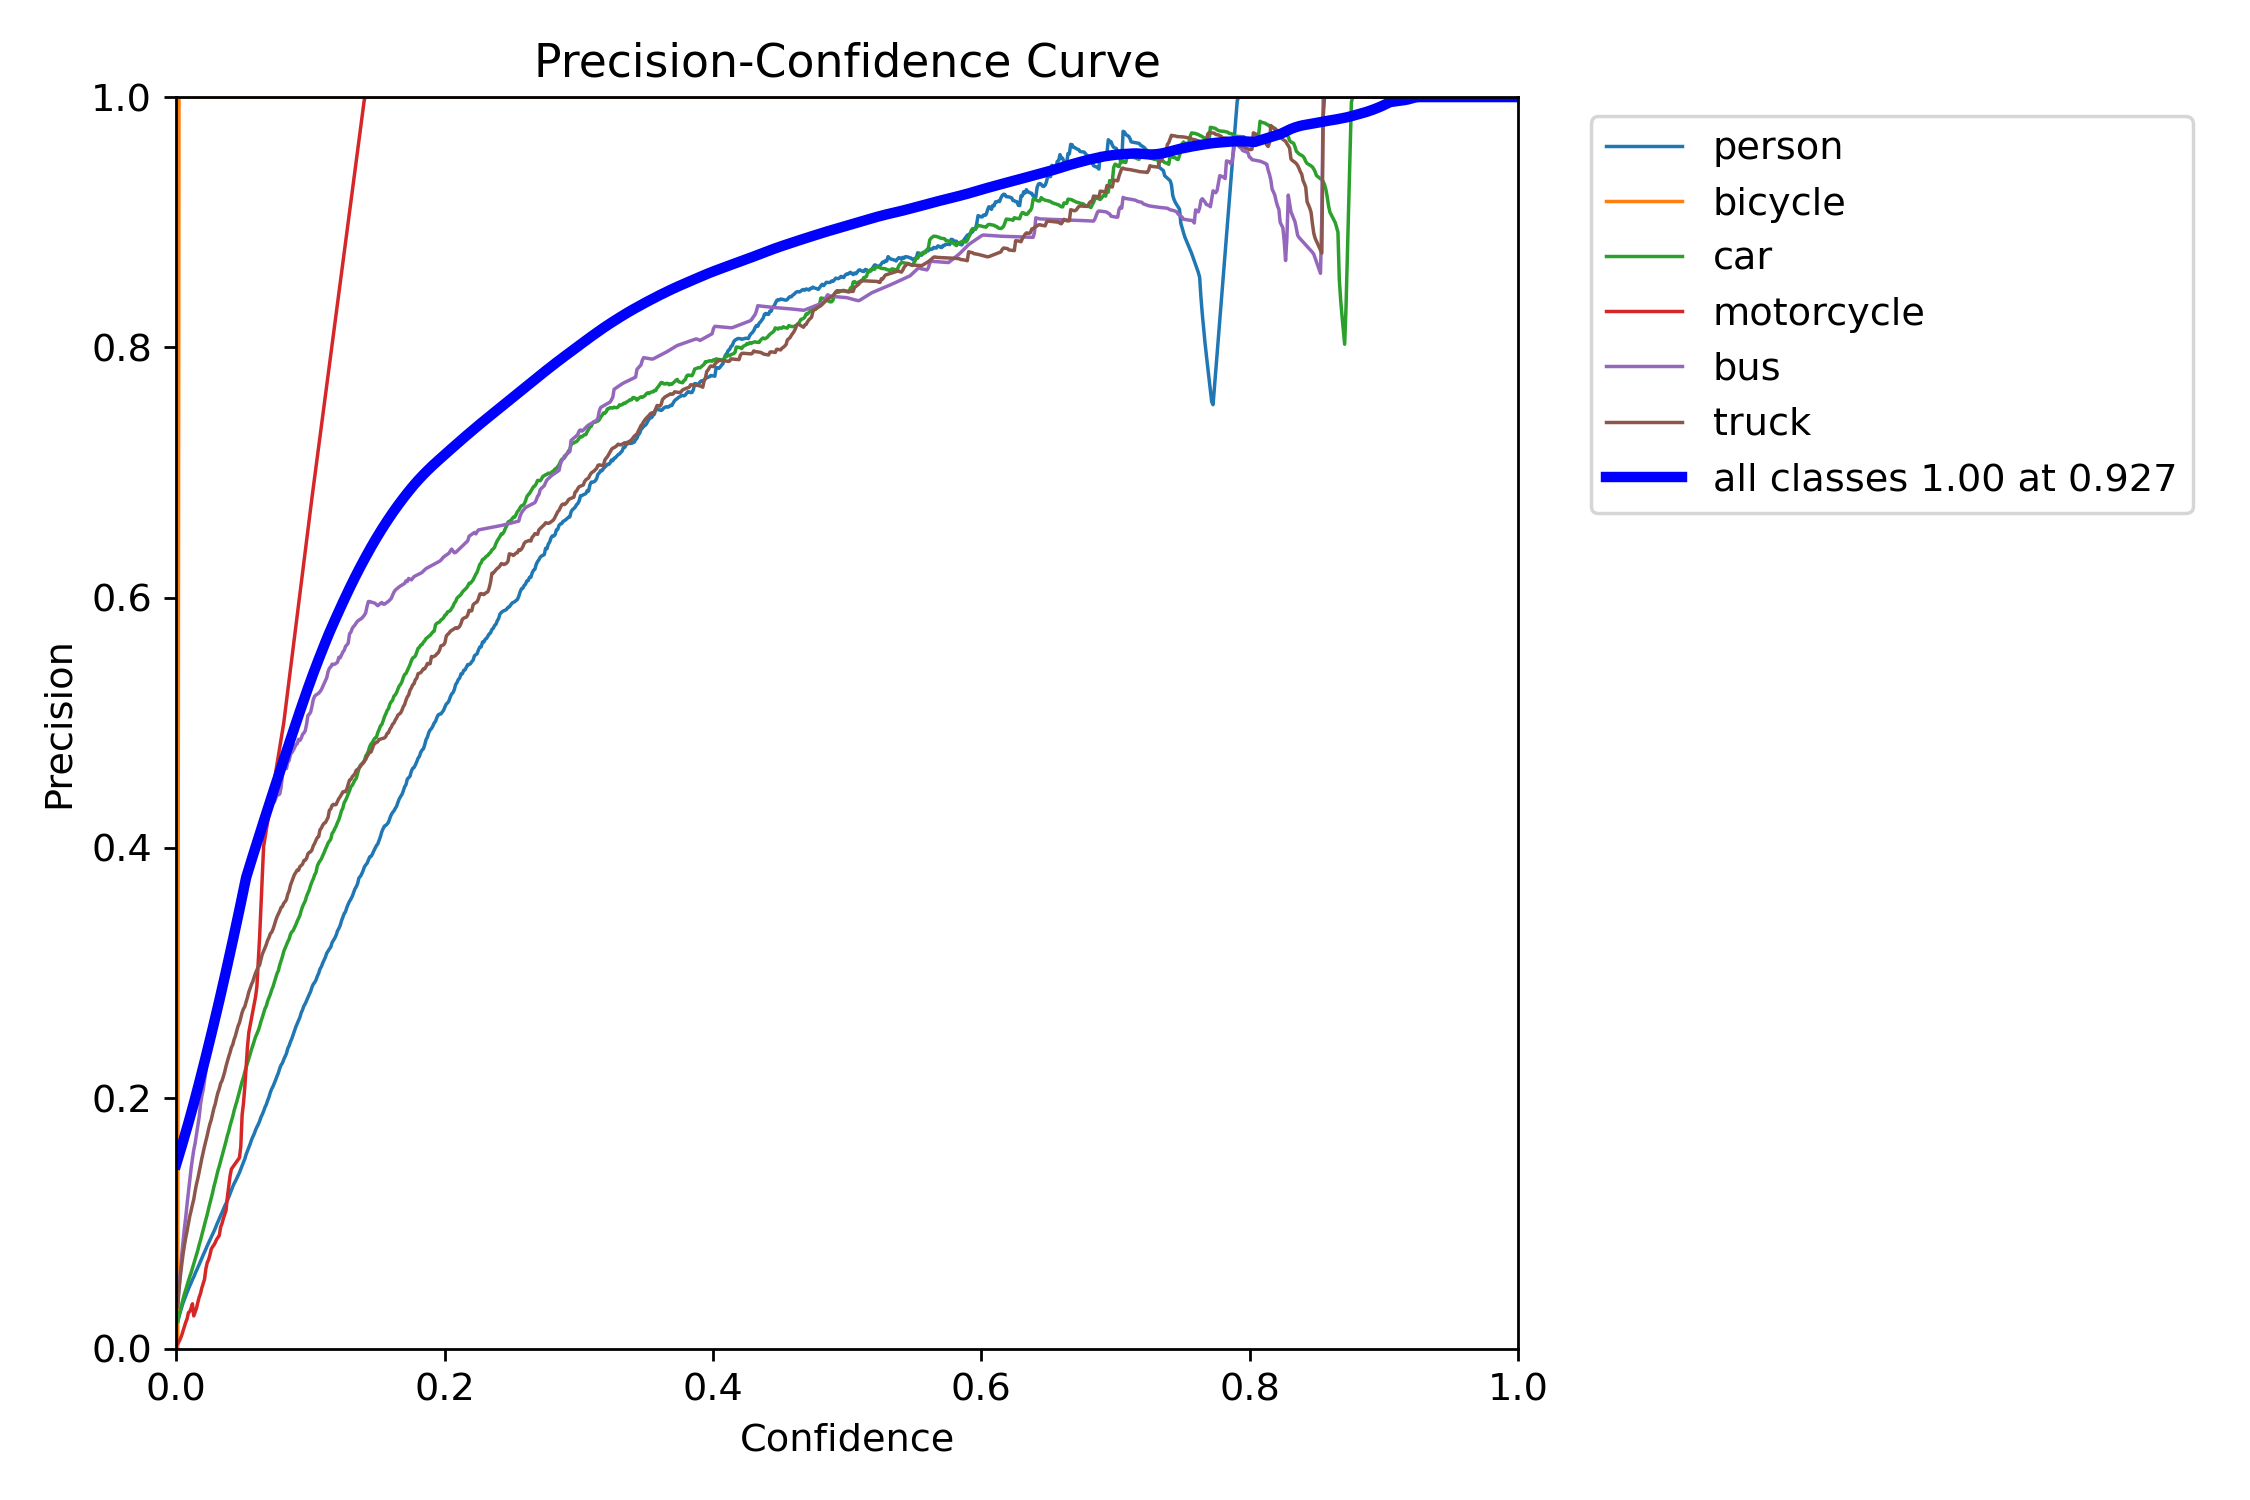 Precision-Confidence Curve
1.0
0.8
0.6
0.4
0.2
0.0
Precision
0.0 0.2 0.4 0.6 0.8 1.0
Confidence
person
bicycle
car
motorcycle
bus
truck
all classes 1.00 at 0.927